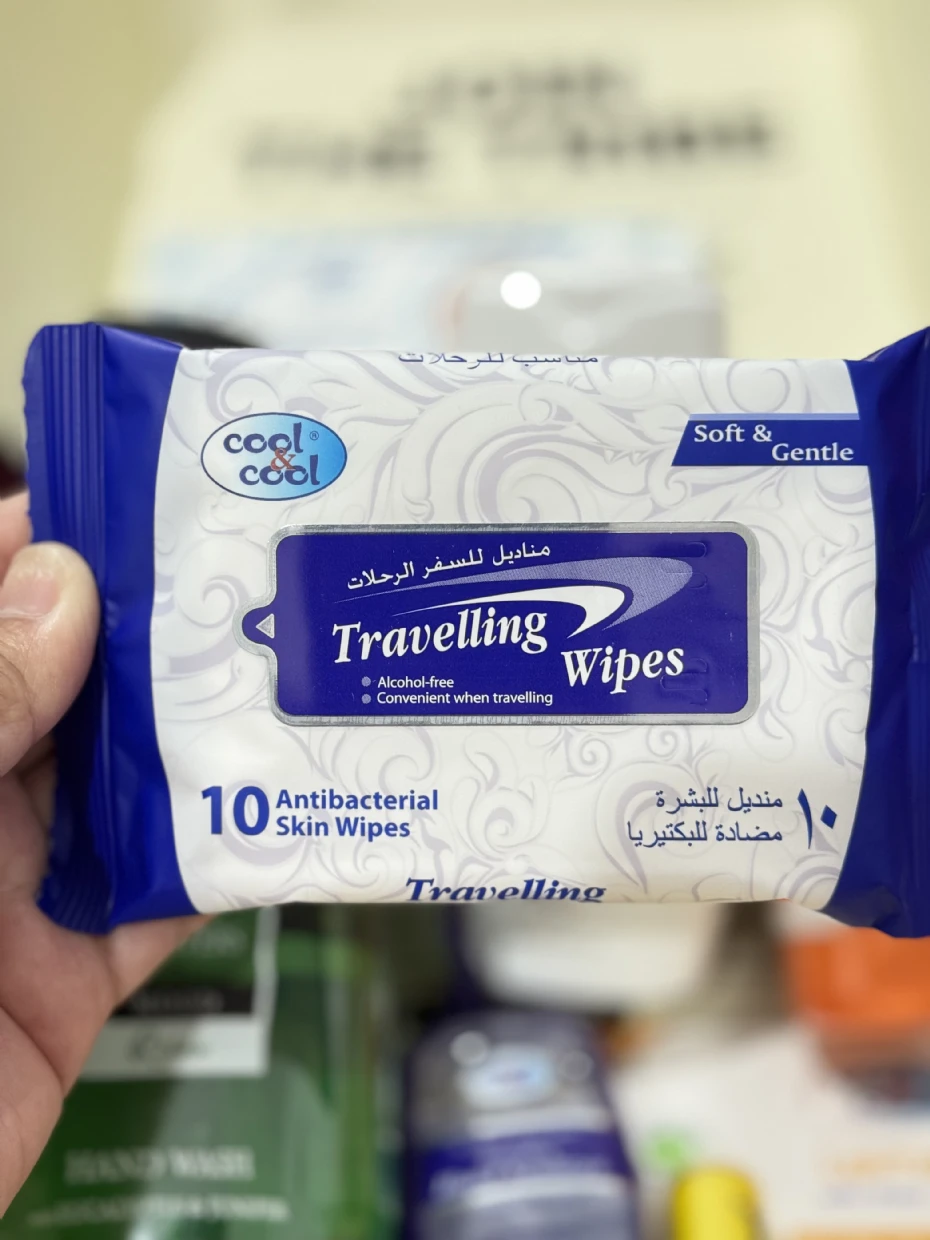 مناسب للرحلات
cool®
&
cool
Soft &
Gentle
مناديل للسفر الرحلات
Travelling
Wipes
Alcohol-free
Convenient when travelling
10 Antibacterial
Skin Wipes
منديل للبشرة
مضادة للبكتيريا
١٠
Travelling
HAND WASH